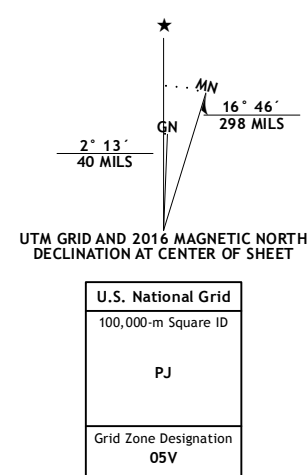 ★
MN
GN
16° 46´
298 MILS
2° 13´
40 MILS
UTM GRID AND 2016 MAGNETIC NORTH
DECLINATION AT CENTER OF SHEET
U.S. National Grid
100,000-m Square ID
PJ
Grid Zone Designation
05V